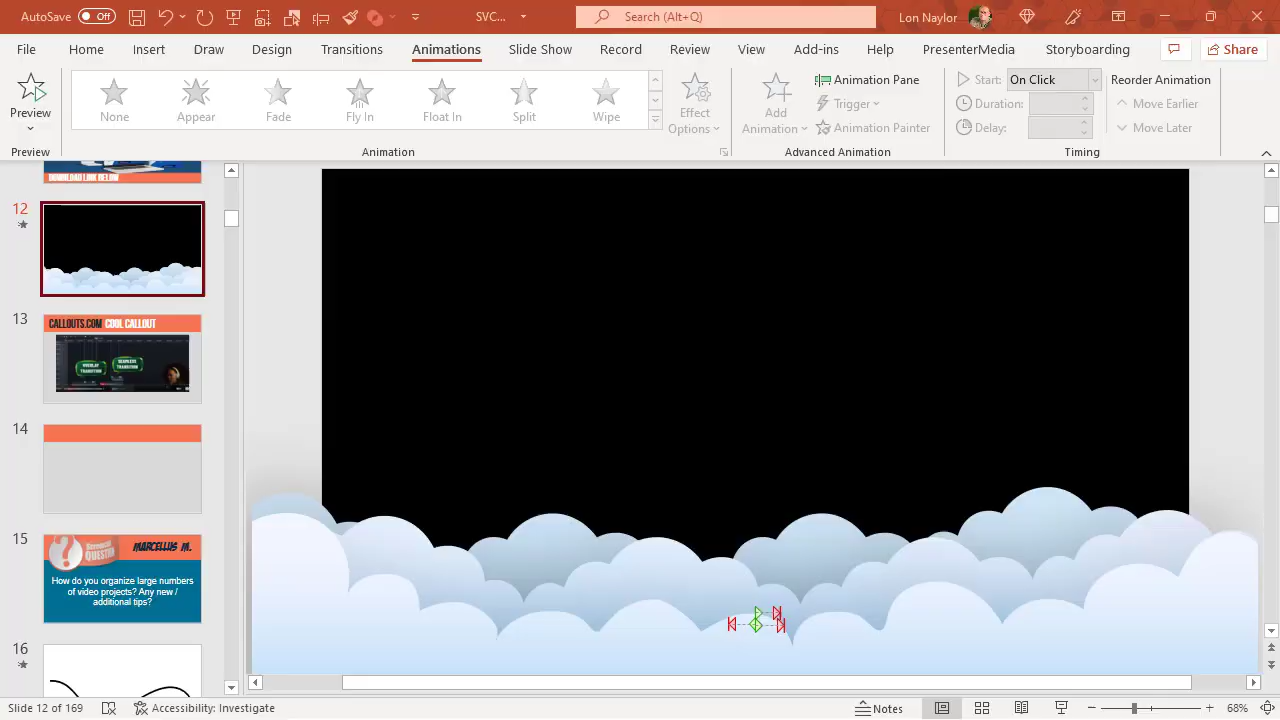 AutoSave Off SVC... Search (Alt+Q) Lon Naylor
File Home Insert Draw Design Transitions Animations Slide Show Record Review View Add-ins Help PresenterMedia Storyboarding Share
Preview
None Appear Fade Fly In Float In Split Wipe
Effect
Options
Add
Animation
Animation Pane
Trigger
Animation Painter
Start: On Click
Duration:
Delay:
Reorder Animation
Move Earlier
Move Later
Preview Animation Advanced Animation Timing
DOWNLOAD LINK BELOW
12
13
CALLOUTS.COM COOL CALLOUT
OVERLAY
TRANSITION
SEAMLESS
TRANSITION
14
15
QUESTION
MARCELLUS M.
How do you organize large numbers
of video projects? Any new /
additional tips?
16
Slide 12 of 169 Accessibility: Investigate Notes 68%